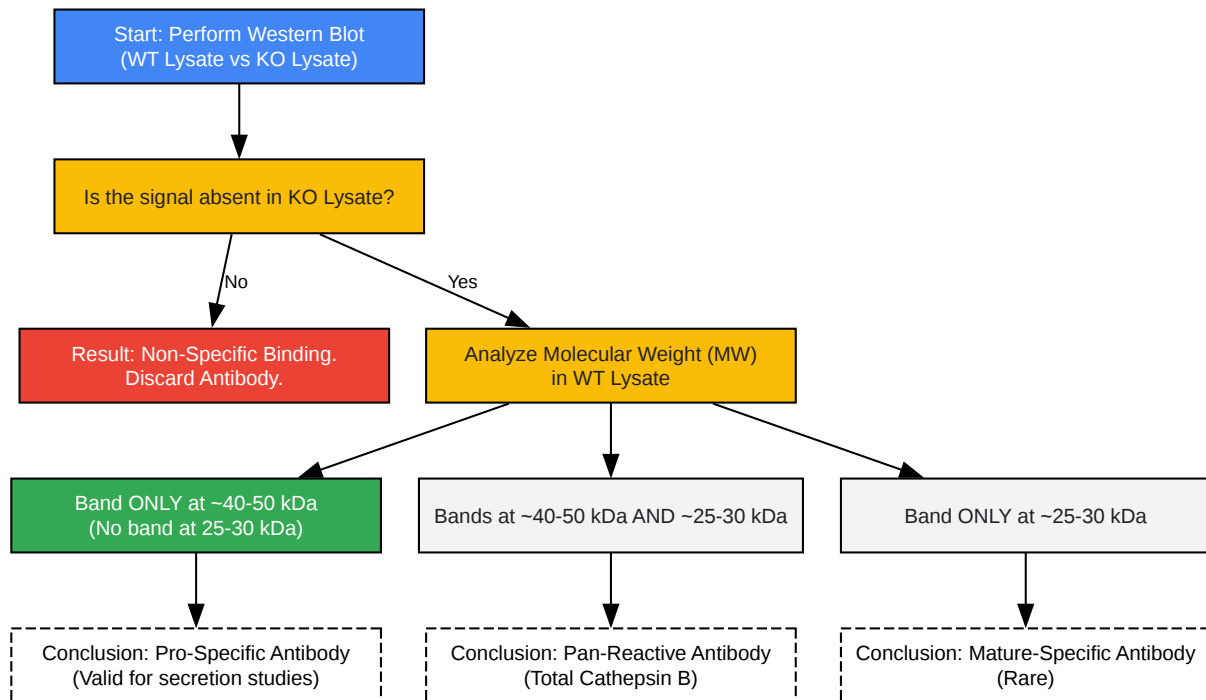 Start: Perform Western Blot
(WT Lysate vs KO Lysate)
Is the signal absent in KO Lysate?
No
Yes
Result: Non-Specific Binding.
Discard Antibody.
Analyze Molecular Weight (MW)
in WT Lysate
Band ONLY at ~40-50 kDa
(No band at 25-30 kDa)
Bands at ~40-50 kDa AND ~25-30 kDa
Band ONLY at ~25-30 kDa
Conclusion: Pro-Specific Antibody
(Valid for secretion studies)
Conclusion: Pan-Reactive Antibody
(Total Cathepsin B)
Conclusion: Mature-Specific Antibody
(Rare)